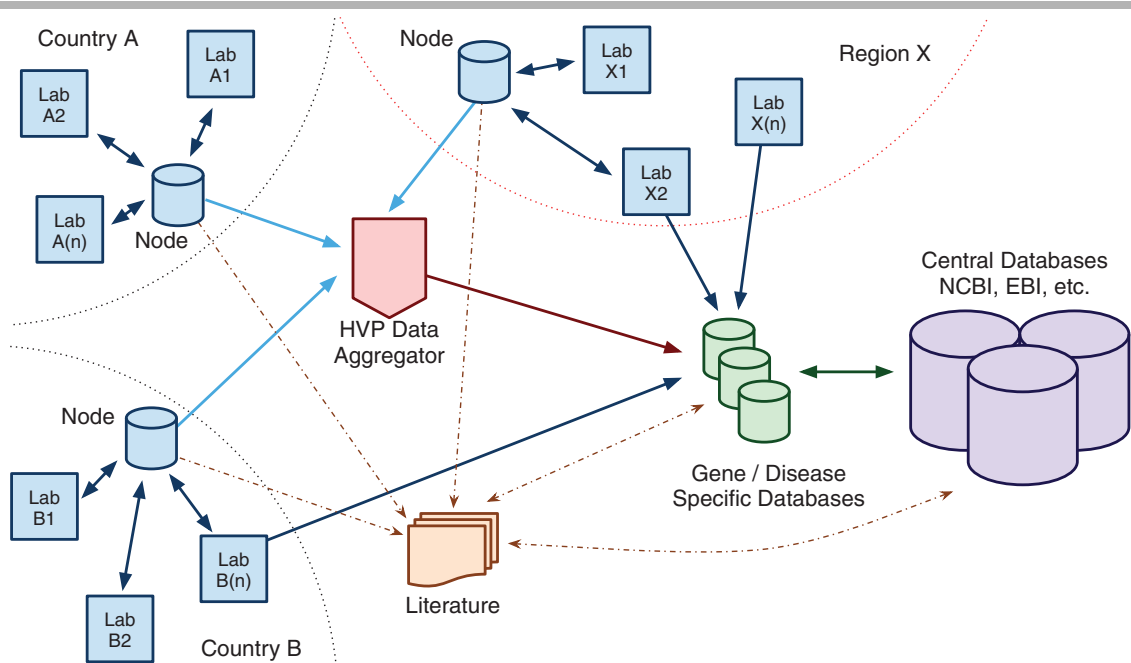 Country A
Lab
A1
Lab
A2
Lab
A(n)
Node
Node
Lab
X1
Region X
Lab
X(n)
Lab
X2
HVP Data
Aggregator
Central Databases
NCBI, EBI, etc.
Gene / Disease
Specific Databases
Node
Lab
B1
Lab
B2
Lab
B(n)
Country B
Literature